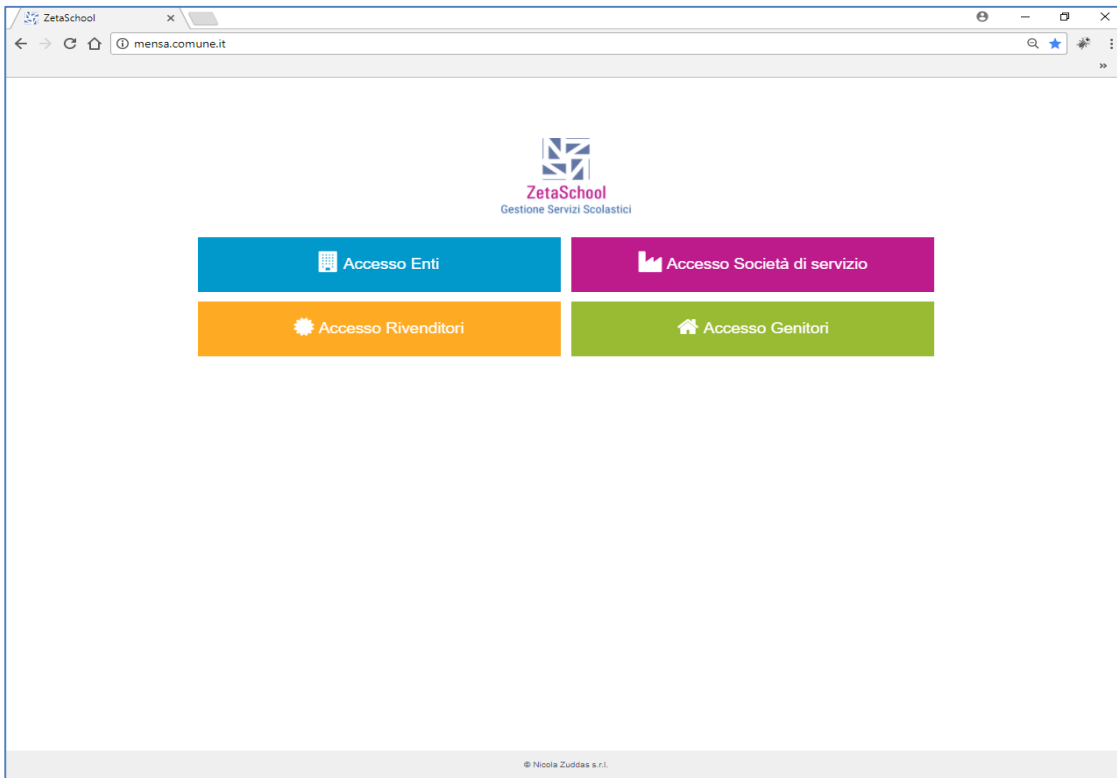 ZetaSchool
mensa.comune.it
ZetaSchool
Gestione Servizi Scolastici
Accesso Enti
Accesso Società di servizio
Accesso Rivenditori
Accesso Genitori
© Nicola Zuddas s.r.l.